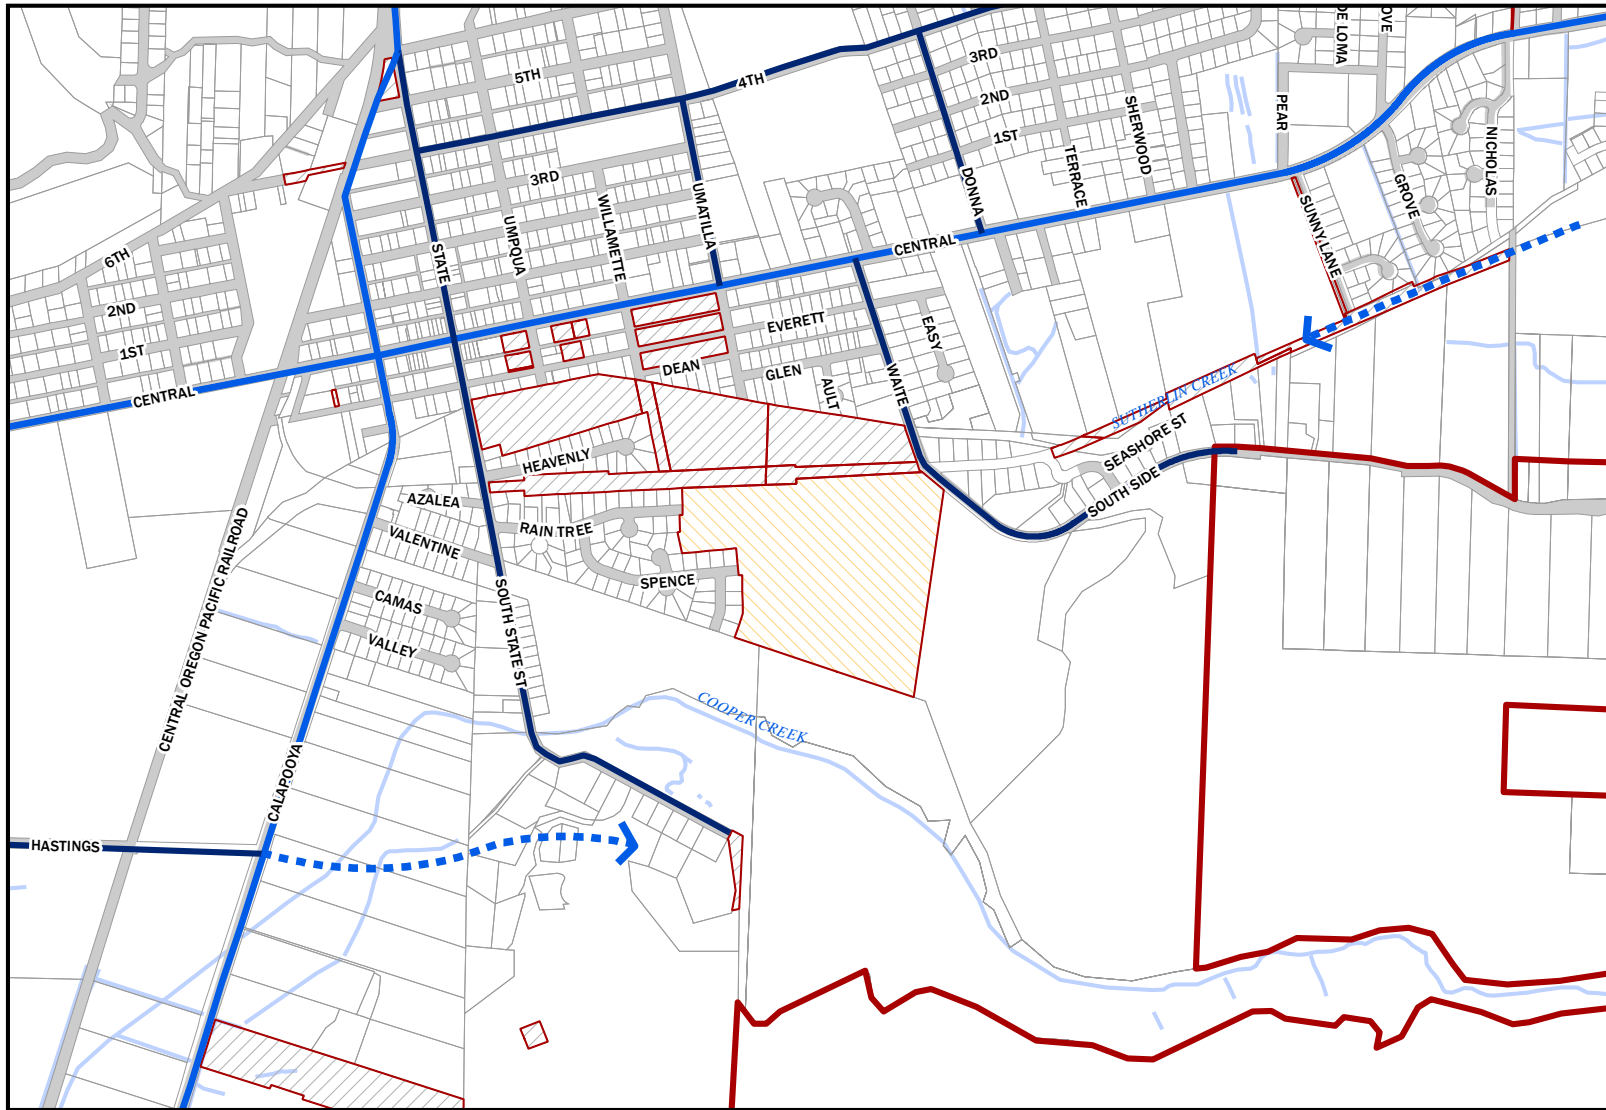 DE LOMA
OVE
5TH
4TH
3RD
2ND
1ST
SHERWOOD
TERRACE
PEAR
NICHOLAS
GROVE
DONNA
3RD
UMATILLA
WILLAMETTE
UMPQUA
STATE
SUNNY LANE
6TH
CENTRAL
2ND
1ST
EVERETT
EASY
DEAN
GLEN
AULT
WAITE
CENTRAL
SUTHERLIN CREEK
SEASHORE ST
SOUTH SIDE
HEAVENLY
AZALEA
RAIN TREE
VALENTINE
SPENCE
CAMAS
VALLEY
SOUTH STATE ST
CENTRAL OREGON PACIFIC RAILROAD
COOPER CREEK
CALAPOOYA
HASTINGS